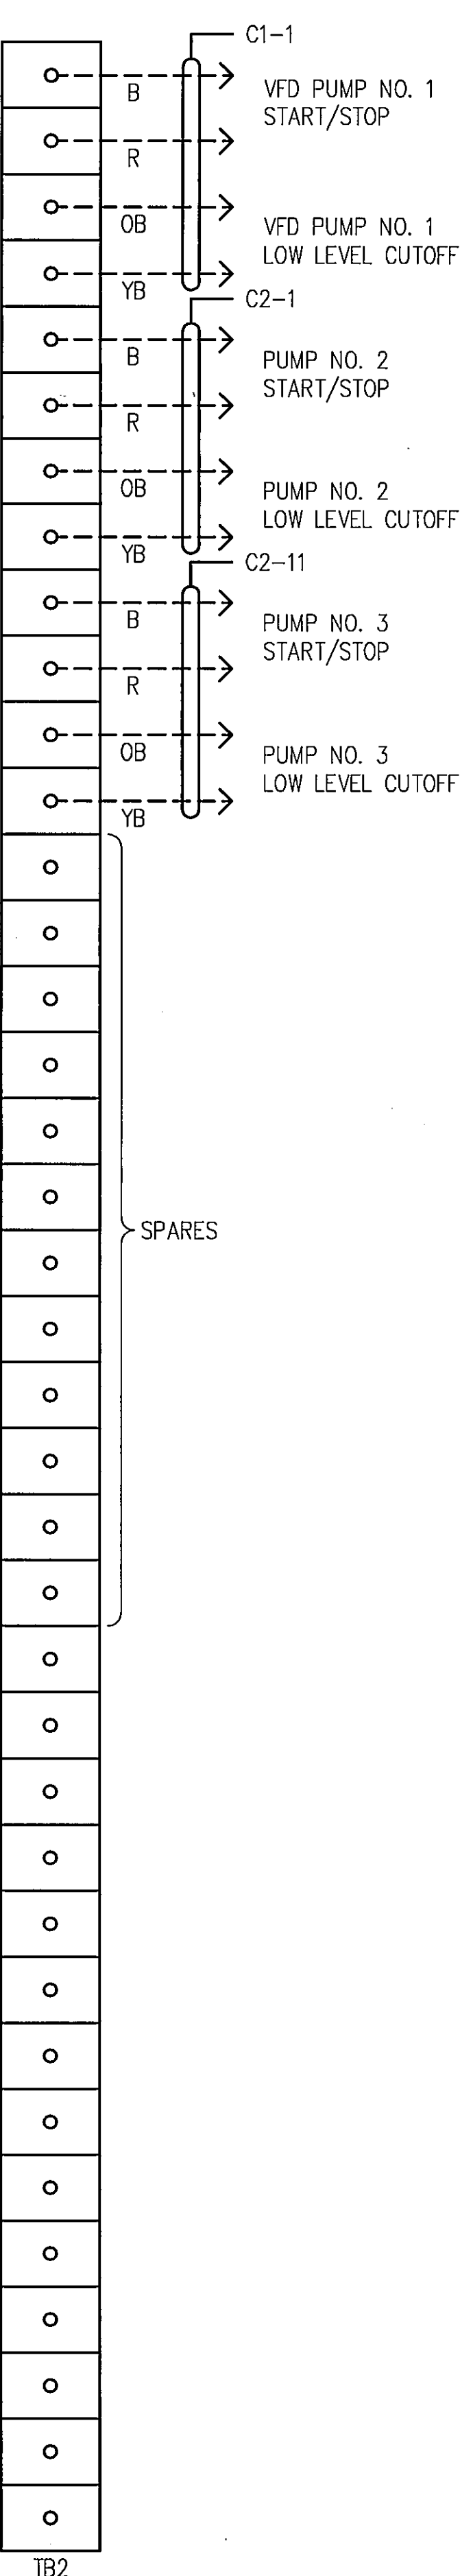 C1-1
B
VFD PUMP NO. 1
START/STOP
R
OB
VFD PUMP NO. 1
LOW LEVEL CUTOFF
YB
C2-1
B
PUMP NO. 2
START/STOP
R
OB
PUMP NO. 2
LOW LEVEL CUTOFF
YB
C2-11
B
PUMP NO. 3
START/STOP
R
OB
PUMP NO. 3
LOW LEVEL CUTOFF
YB
SPARES
TB2